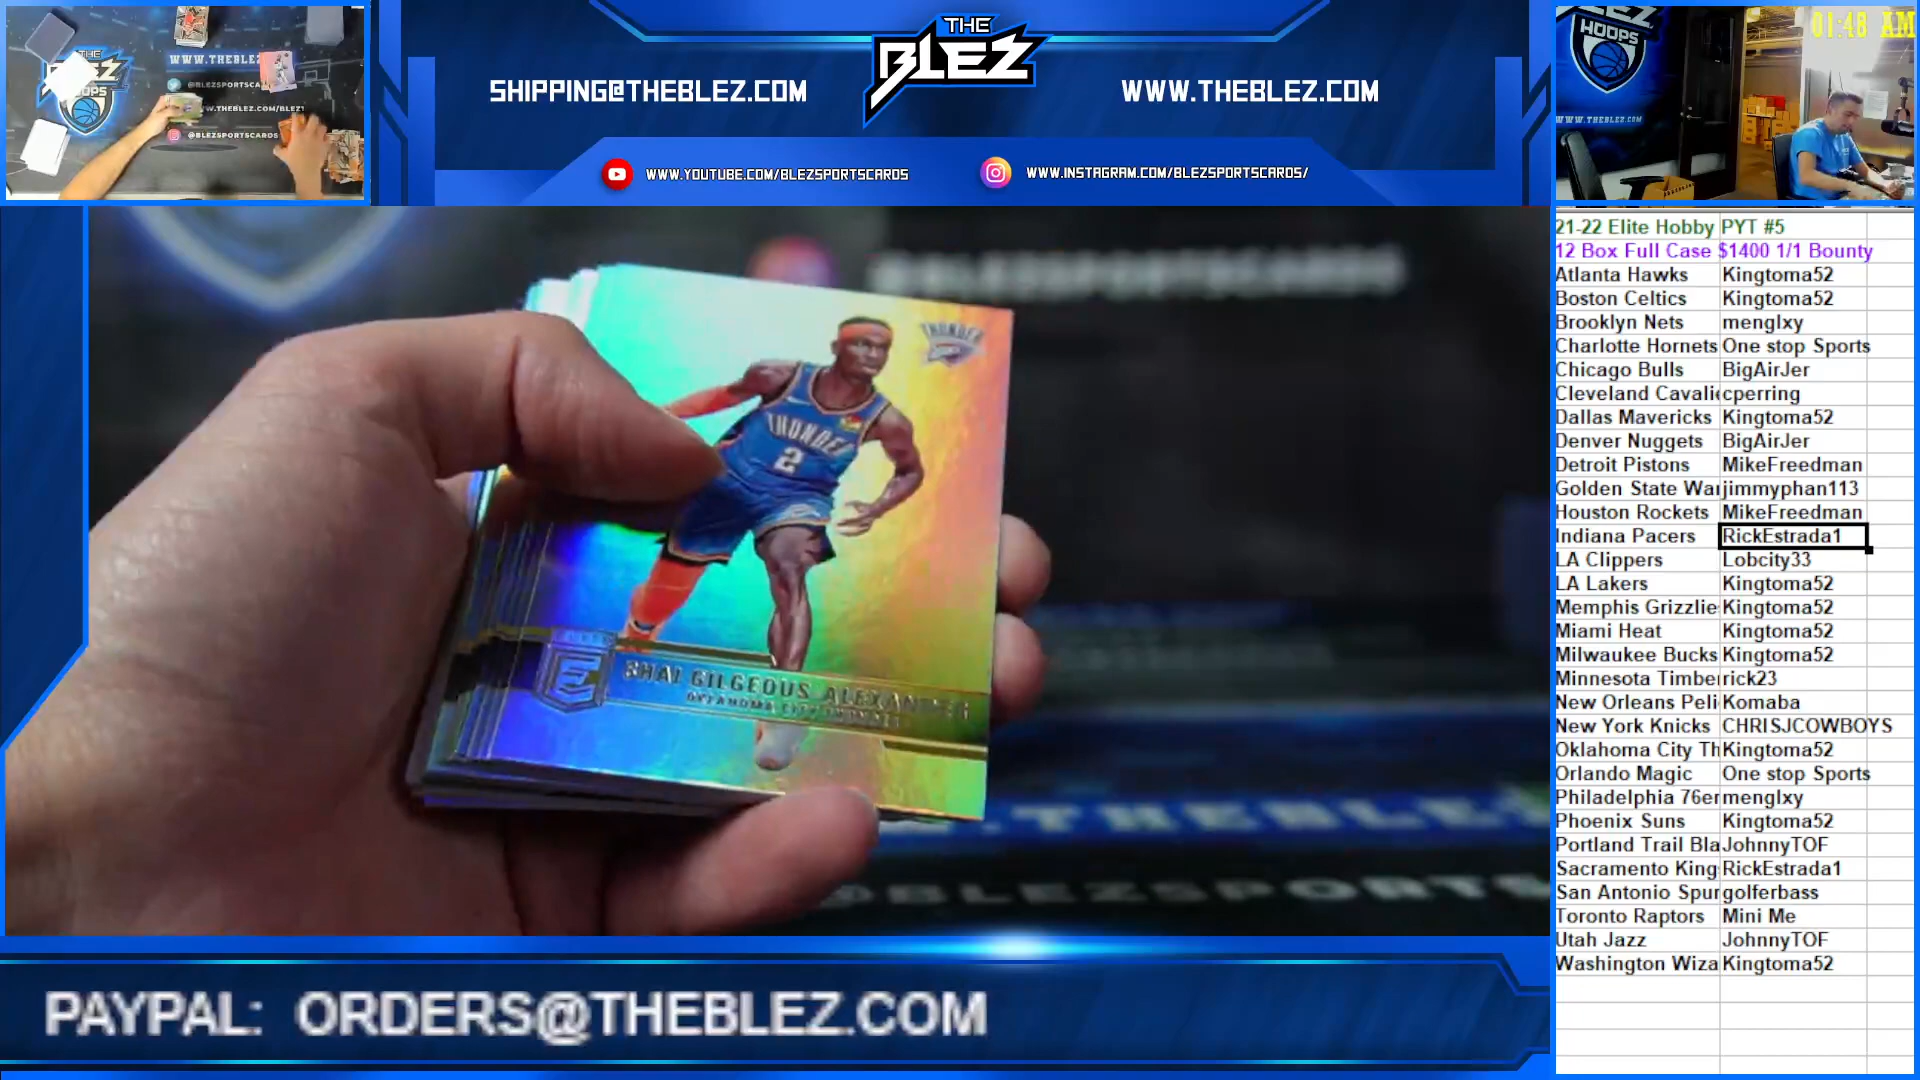 THE
BLEZ
SHIPPING@THEBLEZ.COM
WWW.THEBLEZ.COM
WWW.YOUTUBE.COM/BLEZSPORTSCARDS
WWW.INSTAGRAM.COM/BLEZSPORTSCARDS/
THE
HOOPS
@BLEZSPORTSCARDS
WWW.THEBLEZ.COM/BLEZ
@BLEZSPORTSCARDS
HOOPS
WWW.THEBLEZ.COM
01:48 AM
@BLEZSPORTSCARDS
THUNDER
THUNDER
2
SHAI GILGEOUS-ALEXANDER
OKLAHOMA CITY THUNDER
W.THEBLEZ
@BLEZSPORTS
PAYPAL: ORDERS@THEBLEZ.COM
21-22 Elite Hobby PYT #5
12 Box Full Case $1400 1/1 Bounty
Atlanta Hawks Kingtoma52
Boston Celtics Kingtoma52
Brooklyn Nets menglxy
Charlotte Hornets One stop Sports
Chicago Bulls BigAirJer
Cleveland Cavali cperring
Dallas Mavericks Kingtoma52
Denver Nuggets BigAirJer
Detroit Pistons MikeFreedman
Golden State War jimmyphan113
Houston Rockets MikeFreedman
Indiana Pacers RickEstrada1
LA Clippers Lobcity33
LA Lakers Kingtoma52
Memphis Grizzlie Kingtoma52
Miami Heat Kingtoma52
Milwaukee Bucks Kingtoma52
Minnesota Timber rick23
New Orleans Peli Komaba
New York Knicks CHRISJCOWBOYS
Oklahoma City Th Kingtoma52
Orlando Magic One stop Sports
Philadelphia 76er menglxy
Phoenix Suns Kingtoma52
Portland Trail Bla JohnnyTOF
Sacramento King RickEstrada1
San Antonio Spur golferbass
Toronto Raptors Mini Me
Utah Jazz JohnnyTOF
Washington Wiza Kingtoma52